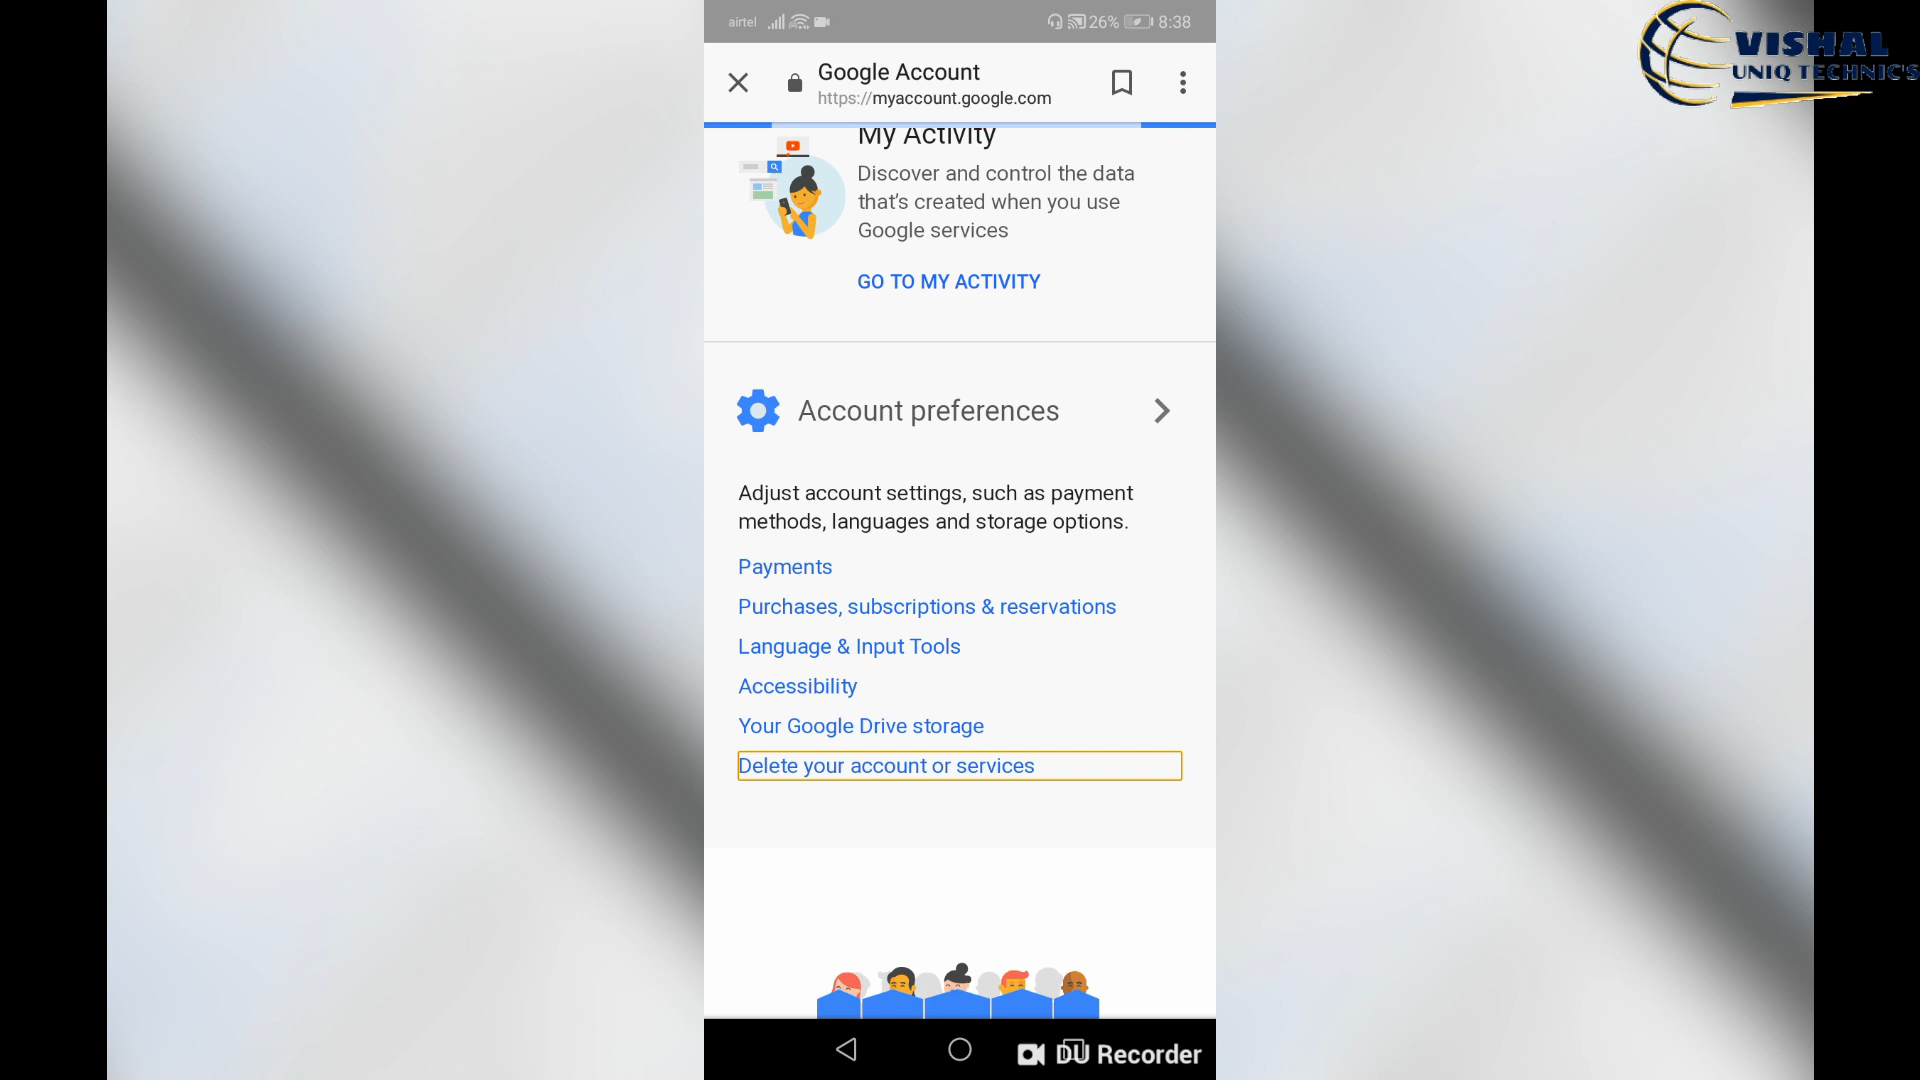 airtel
26%
8:38
VISHAL
UNIQ TECHNIC'S
Google Account
https://myaccount.google.com
My Activity
Discover and control the data
that's created when you use
Google services
GO TO MY ACTIVITY
Account preferences
Adjust account settings, such as payment
methods, languages and storage options.
Payments
Purchases, subscriptions & reservations
Language & Input Tools
Accessibility
Your Google Drive storage
Delete your account or services
DU Recorder